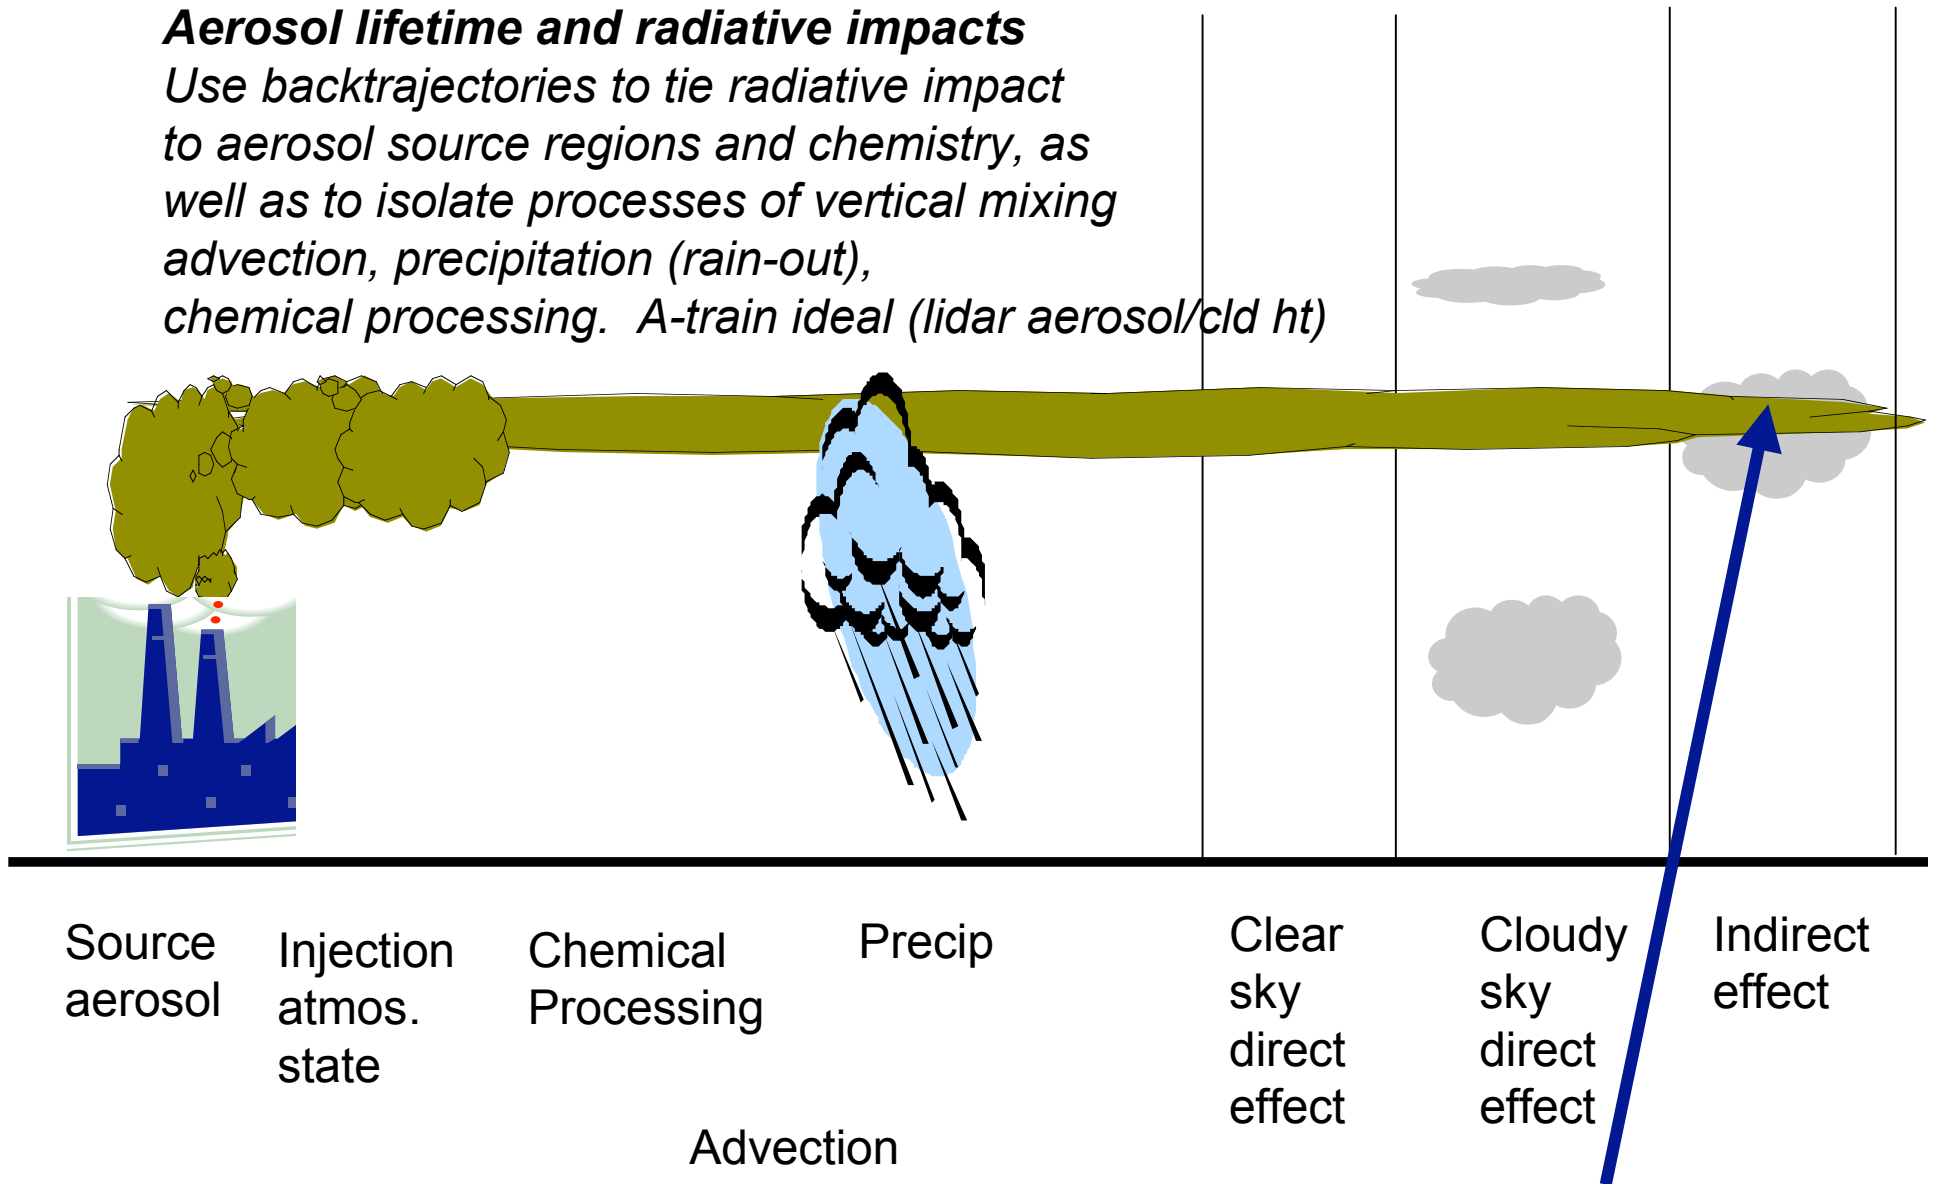 Aerosol lifetime and radiative impacts
Use backtrajectories to tie radiative impact
to aerosol source regions and chemistry, as
well as to isolate processes of vertical mixing
advection, precipitation (rain-out),
chemical processing.  A-train ideal (lidar aerosol/cld ht)
Source
aerosol
Injection
atmos.
state
Chemical
Processing
Precip
Clear
sky
direct
effect
Cloudy
sky
direct
effect
Indirect
effect
Advection